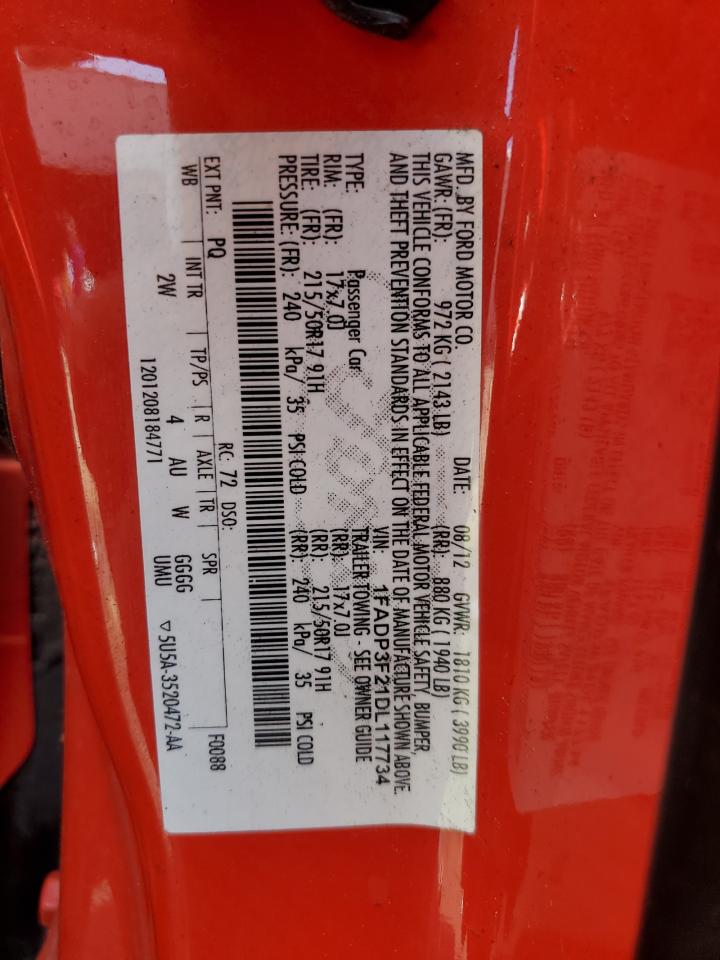 MFD. BY FORD MOTOR CO. DATE: 08/12 GVWR: 1810 KG ( 3990 LB)
GAWR: (FR): 972 KG ( 2143 LB) (RR): 880 KG ( 1940 LB)
THIS VEHICLE CONFORMS TO ALL APPLICABLE FEDERAL MOTOR VEHICLE SAFETY, BUMPER,
AND THEFT PREVENTION STANDARDS IN EFFECT ON THE DATE OF MANUFACTURE SHOWN ABOVE.
VIN: 1FADP3F21DL117734
TYPE: Passenger Car TRAILER TOWING - SEE OWNER GUIDE
RIM: (FR): 17x7.0J (RR): 17x7.0J
TIRE: (FR): 215/50R17 91H (RR): 215/50R17 91H
PRESSURE: (FR): 240 kPa/ 35 PSI COLD (RR): 240 kPa/ 35 PSI COLD
RC: 72 DSO: F0088
EXT PNT: PQ
WB INT TR TP/PS R AXLE TR SPR
2W 4 AU W GGGG
UMU
1201208184771 ▽5U5A-3520472-AA